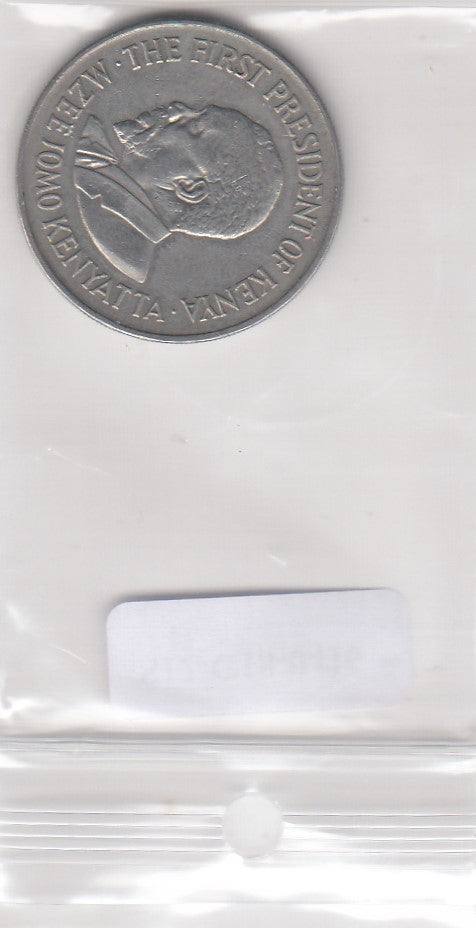 MZEE JOMO KENYATTA · THE FIRST PRESIDENT OF KENYA ·